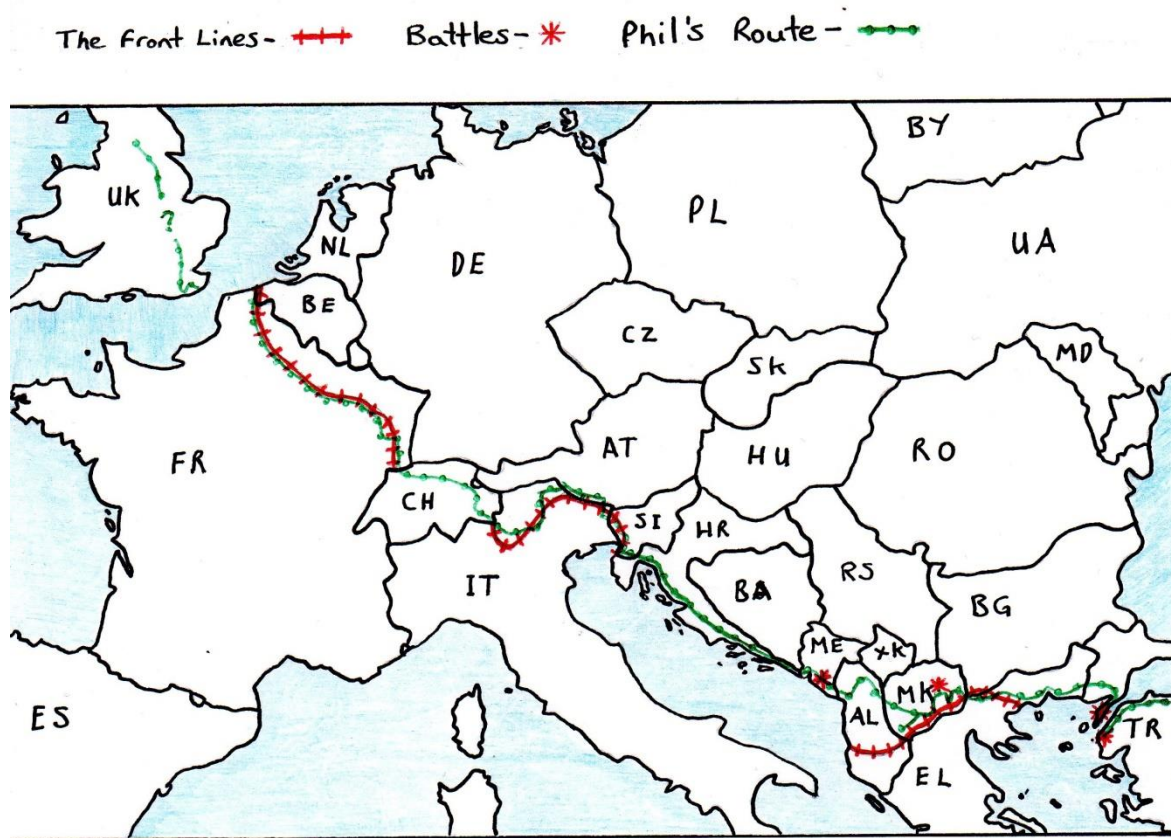 The Front Lines- Battles- Phil's Route-
BY
UK
PL
NL
UA
DE
BE
CZ
MD
SK
AT
FR
HU
RO
CH
SI
HR
IT
RS
BA
BG
ME
XK
MK
ES
AL
TR
EL
?